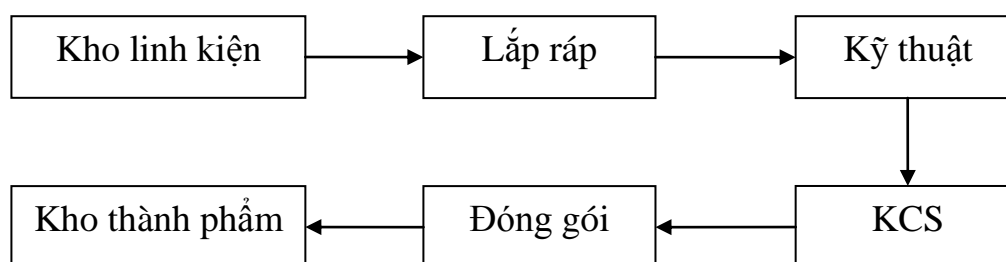 Kho linh kiện
Lắp ráp
Kỹ thuật
KCS
Đóng gói
Kho thành phẩm